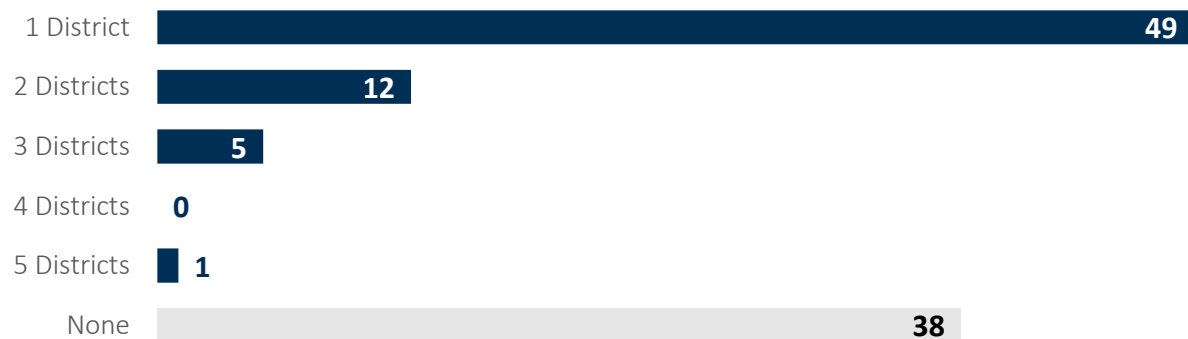 1 District 49
2 Districts 12
3 Districts 5
4 Districts 0
5 Districts 1
None 38